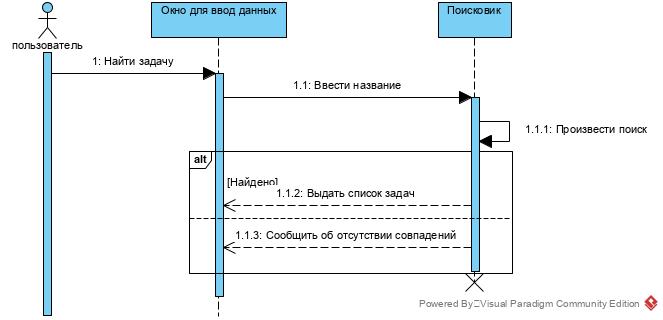 Окно для ввод данных
Поисковик
пользователь
1: Найти задачу
1.1: Ввести название
1.1.1: Произвести поиск
alt
[Найдено]
1.1.2: Выдать список задач
1.1.3: Сообщить об отсутствии совпадений
Powered By Visual Paradigm Community Edition